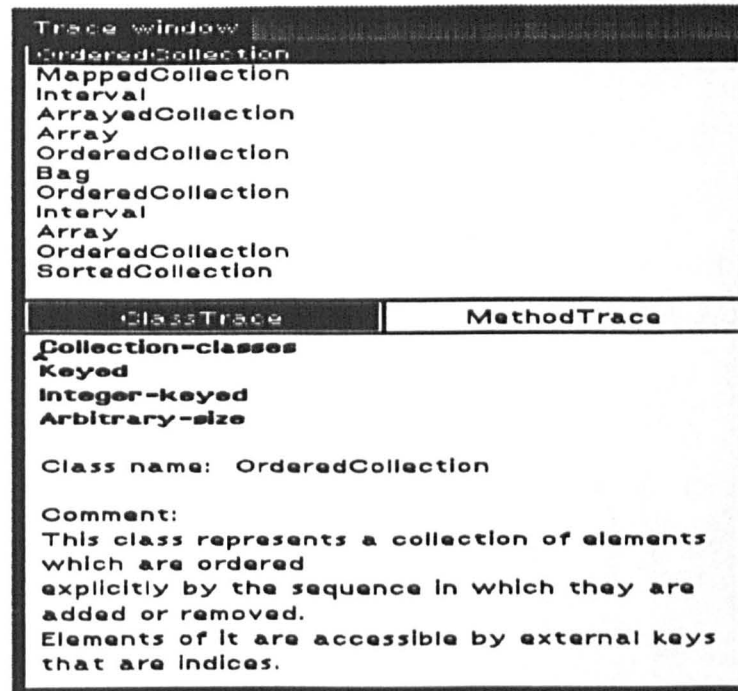 Trace window
OrderedCollection
MappedCollection
Interval
ArrayedCollection
Array
OrderedCollection
Bag
OrderedCollection
Interval
Array
OrderedCollection
SortedCollection
ClassTrace MethodTrace
Collection-classes
Keyed
Integer-keyed
Arbitrary-size
Class name: OrderedCollection
Comment:
This class represents a collection of elements
which are ordered
explicitly by the sequence in which they are
added or removed.
Elements of it are accessible by external keys
that are indices.